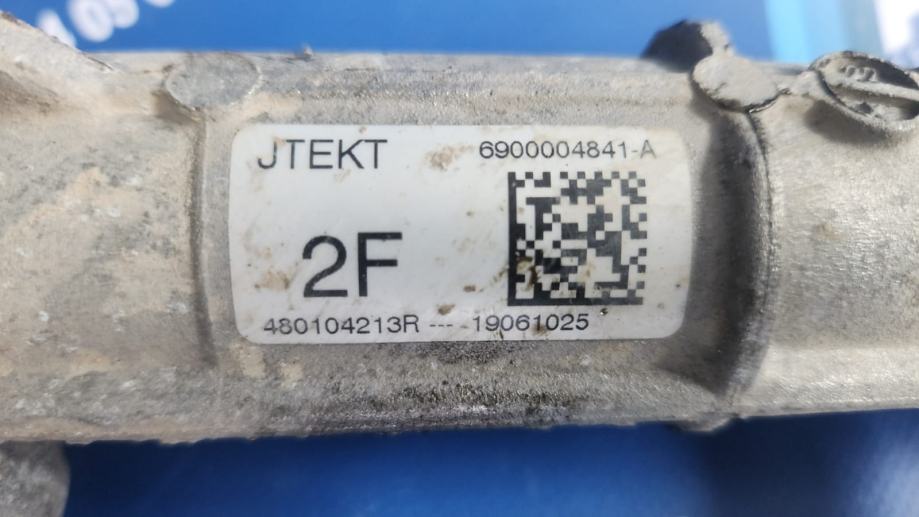 JTEKT 6900004841-A
2F
480104213R --- 19061025